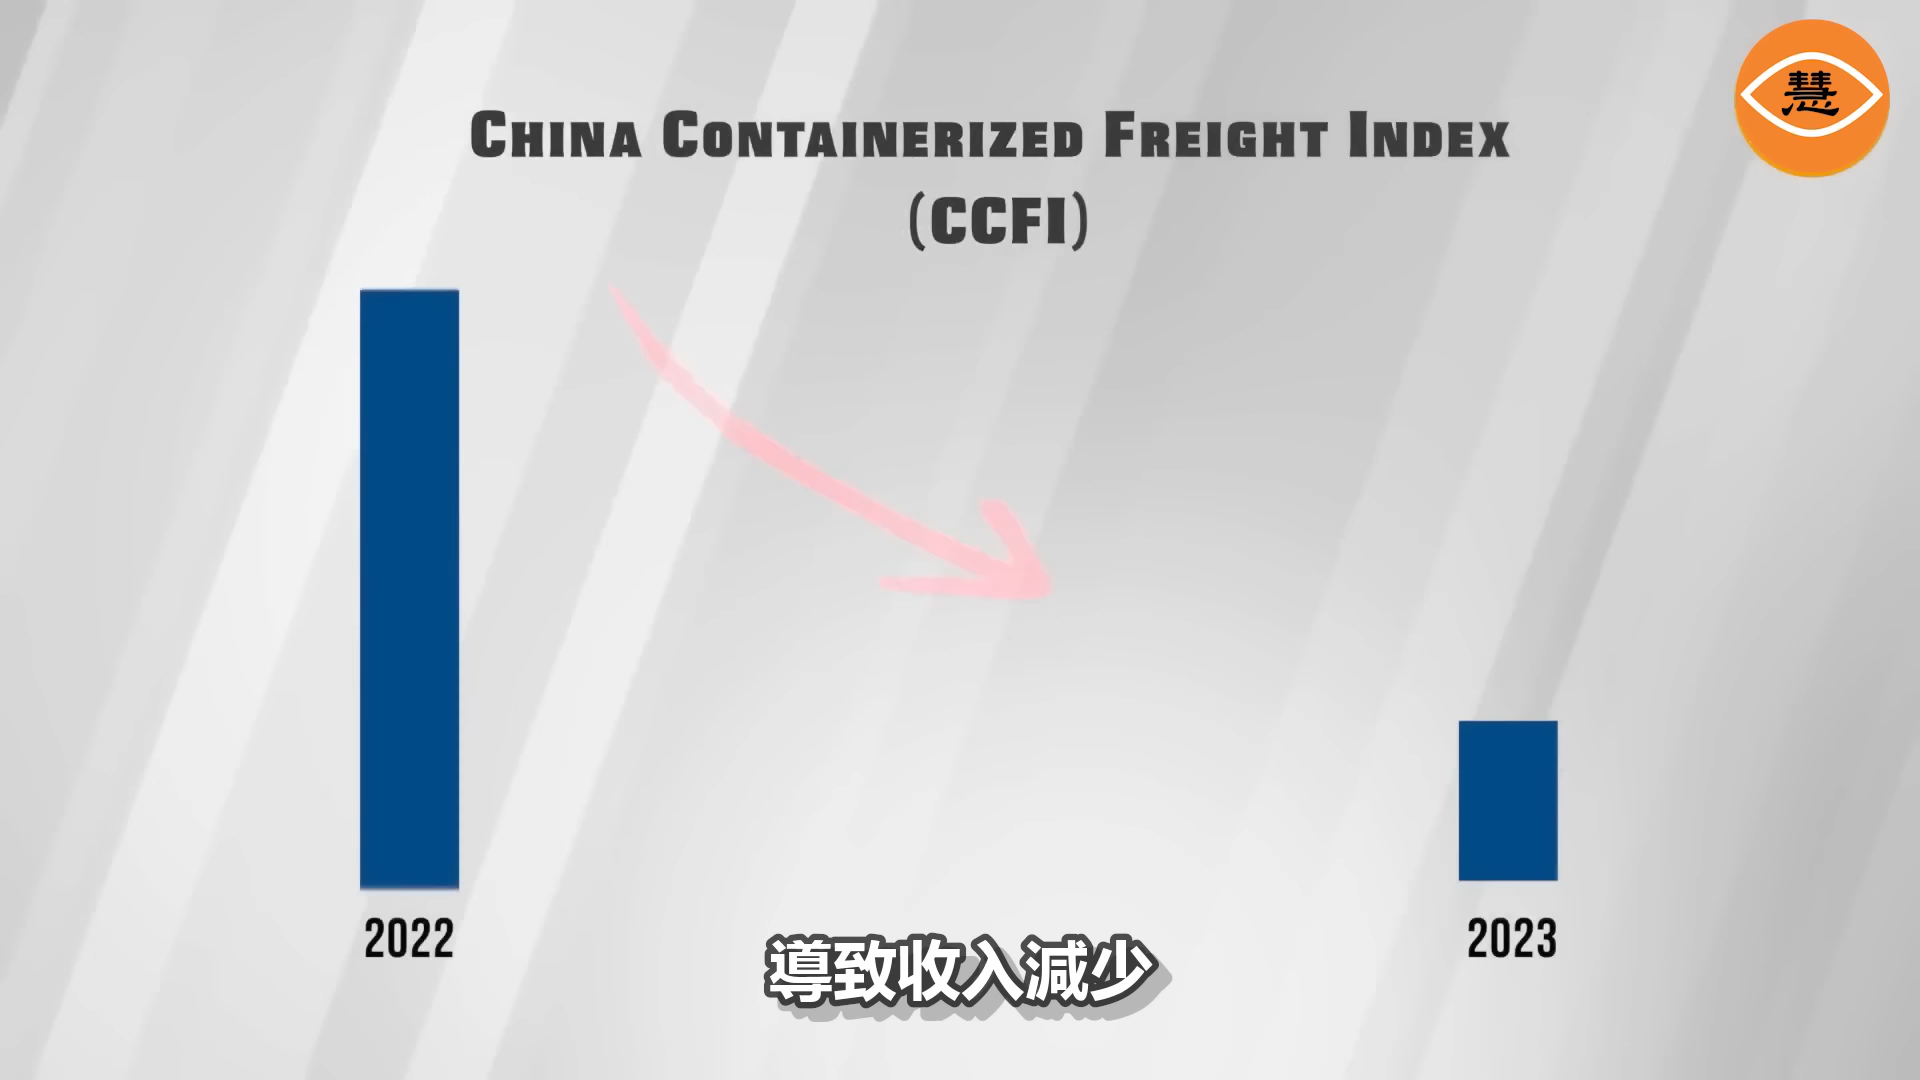 慧
China Containerized Freight Index
(CCFI)
2022
2023
導致收入減少